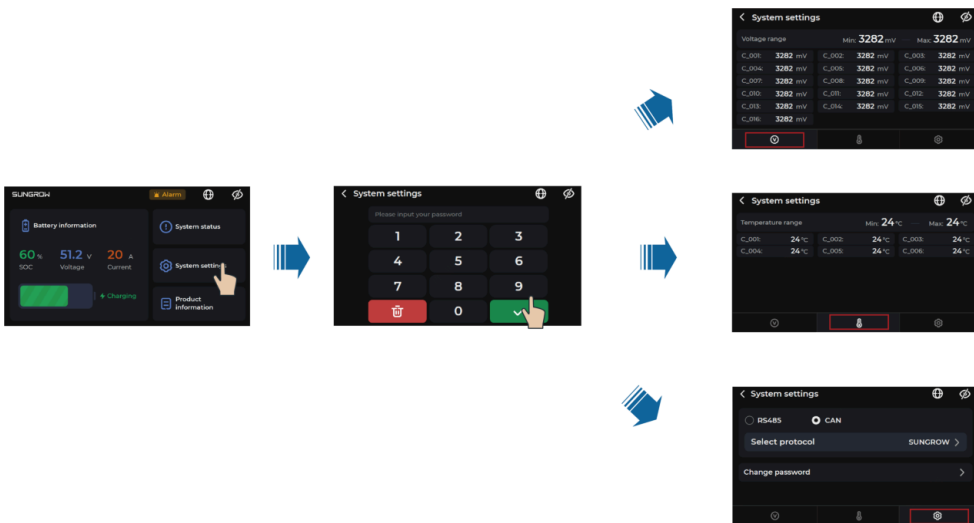 System settings
Voltage range Min: 3282 mV Max: 3282 mV
C_001: 3282 mV C_002: 3282 mV C_003: 3282 mV
C_004: 3282 mV C_005: 3282 mV C_006: 3282 mV
C_007: 3282 mV C_008: 3282 mV C_009: 3282 mV
C_010: 3282 mV C_011: 3282 mV C_012: 3282 mV
C_013: 3282 mV C_014: 3282 mV C_015: 3282 mV
C_016: 3282 mV
SUNGROW
Alarm
Battery information
60 % 51.2 V 20 A
SOC Voltage Current
Charging
System status
System settings
Product
information
System settings
Please input your password
1 2 3
4 5 6
7 8 9
0
System settings
Temperature range Min: 24 °C Max: 24 °C
C_001: 24 °C C_002: 24 °C C_003: 24 °C
C_004: 24 °C C_005: 24 °C C_006: 24 °C
System settings
RS485 CAN
Select protocol SUNGROW >
Change password >